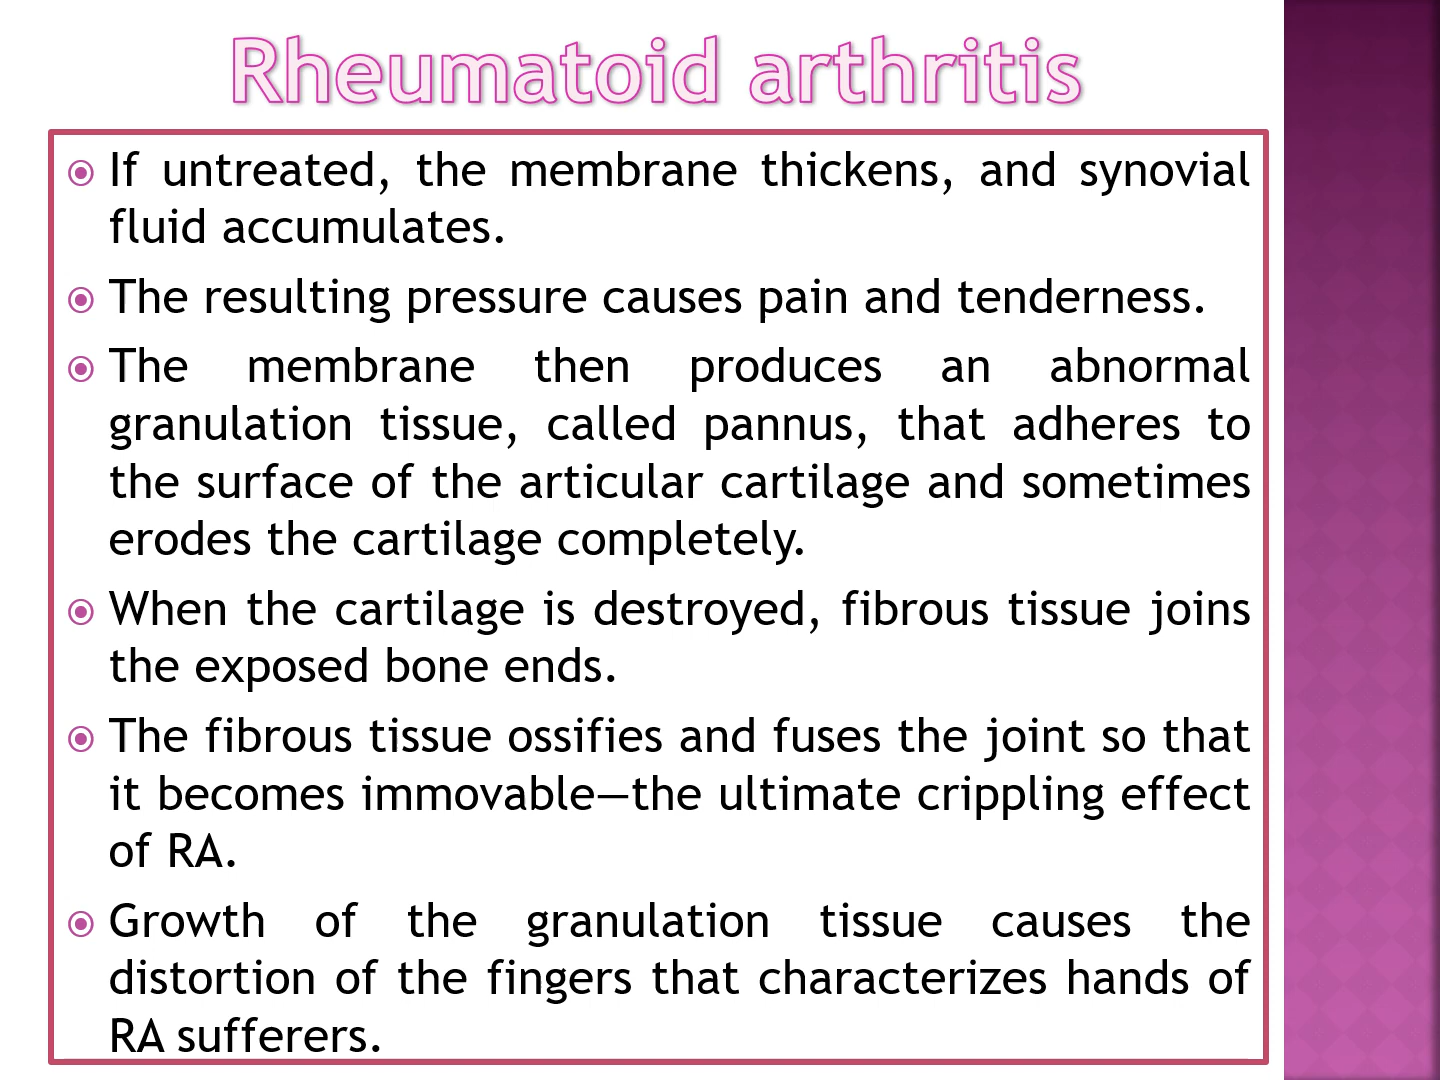 Rheumatoid arthritis
If untreated, the membrane thickens, and synovial
fluid accumulates.
The resulting pressure causes pain and tenderness.
The membrane then produces an abnormal
granulation tissue, called pannus, that adheres to
the surface of the articular cartilage and sometimes
erodes the cartilage completely.
When the cartilage is destroyed, fibrous tissue joins
the exposed bone ends.
The fibrous tissue ossifies and fuses the joint so that
it becomes immovable—the ultimate crippling effect
of RA.
Growth of the granulation tissue causes the
distortion of the fingers that characterizes hands of
RA sufferers.